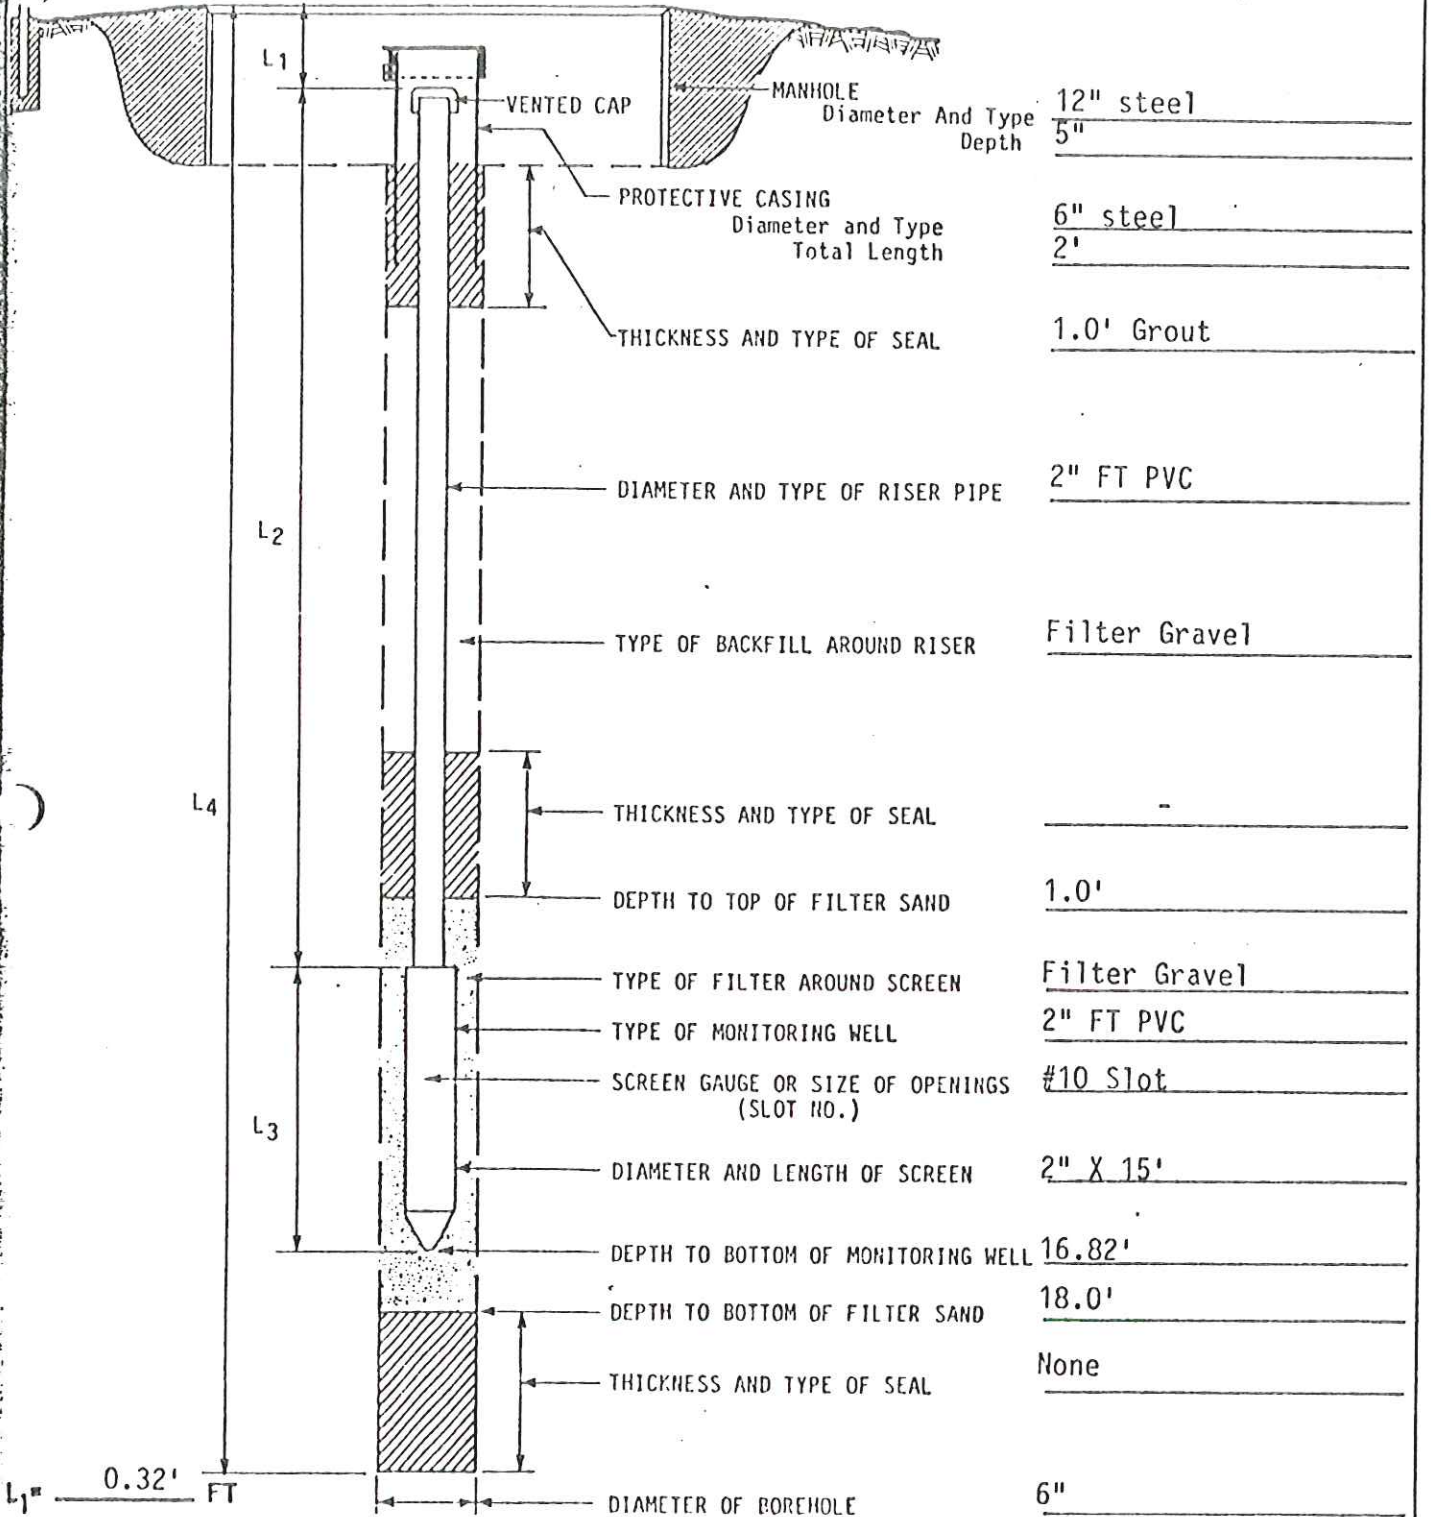 L1
VENTED CAP
MANHOLE
Diameter And Type 12" steel
Depth 5"
PROTECTIVE CASING
Diameter and Type 6" steel
Total Length 2'
THICKNESS AND TYPE OF SEAL 1.0' Grout
DIAMETER AND TYPE OF RISER PIPE 2" FT PVC
L2
TYPE OF BACKFILL AROUND RISER Filter Gravel
L4
THICKNESS AND TYPE OF SEAL -
DEPTH TO TOP OF FILTER SAND 1.0'
TYPE OF FILTER AROUND SCREEN Filter Gravel
TYPE OF MONITORING WELL 2" FT PVC
SCREEN GAUGE OR SIZE OF OPENINGS #10 Slot
(SLOT NO.)
L3
DIAMETER AND LENGTH OF SCREEN 2" X 15'
DEPTH TO BOTTOM OF MONITORING WELL 16.82'
DEPTH TO BOTTOM OF FILTER SAND 18.0'
THICKNESS AND TYPE OF SEAL None
L1= 0.32' FT
DIAMETER OF BOREHOLE 6"